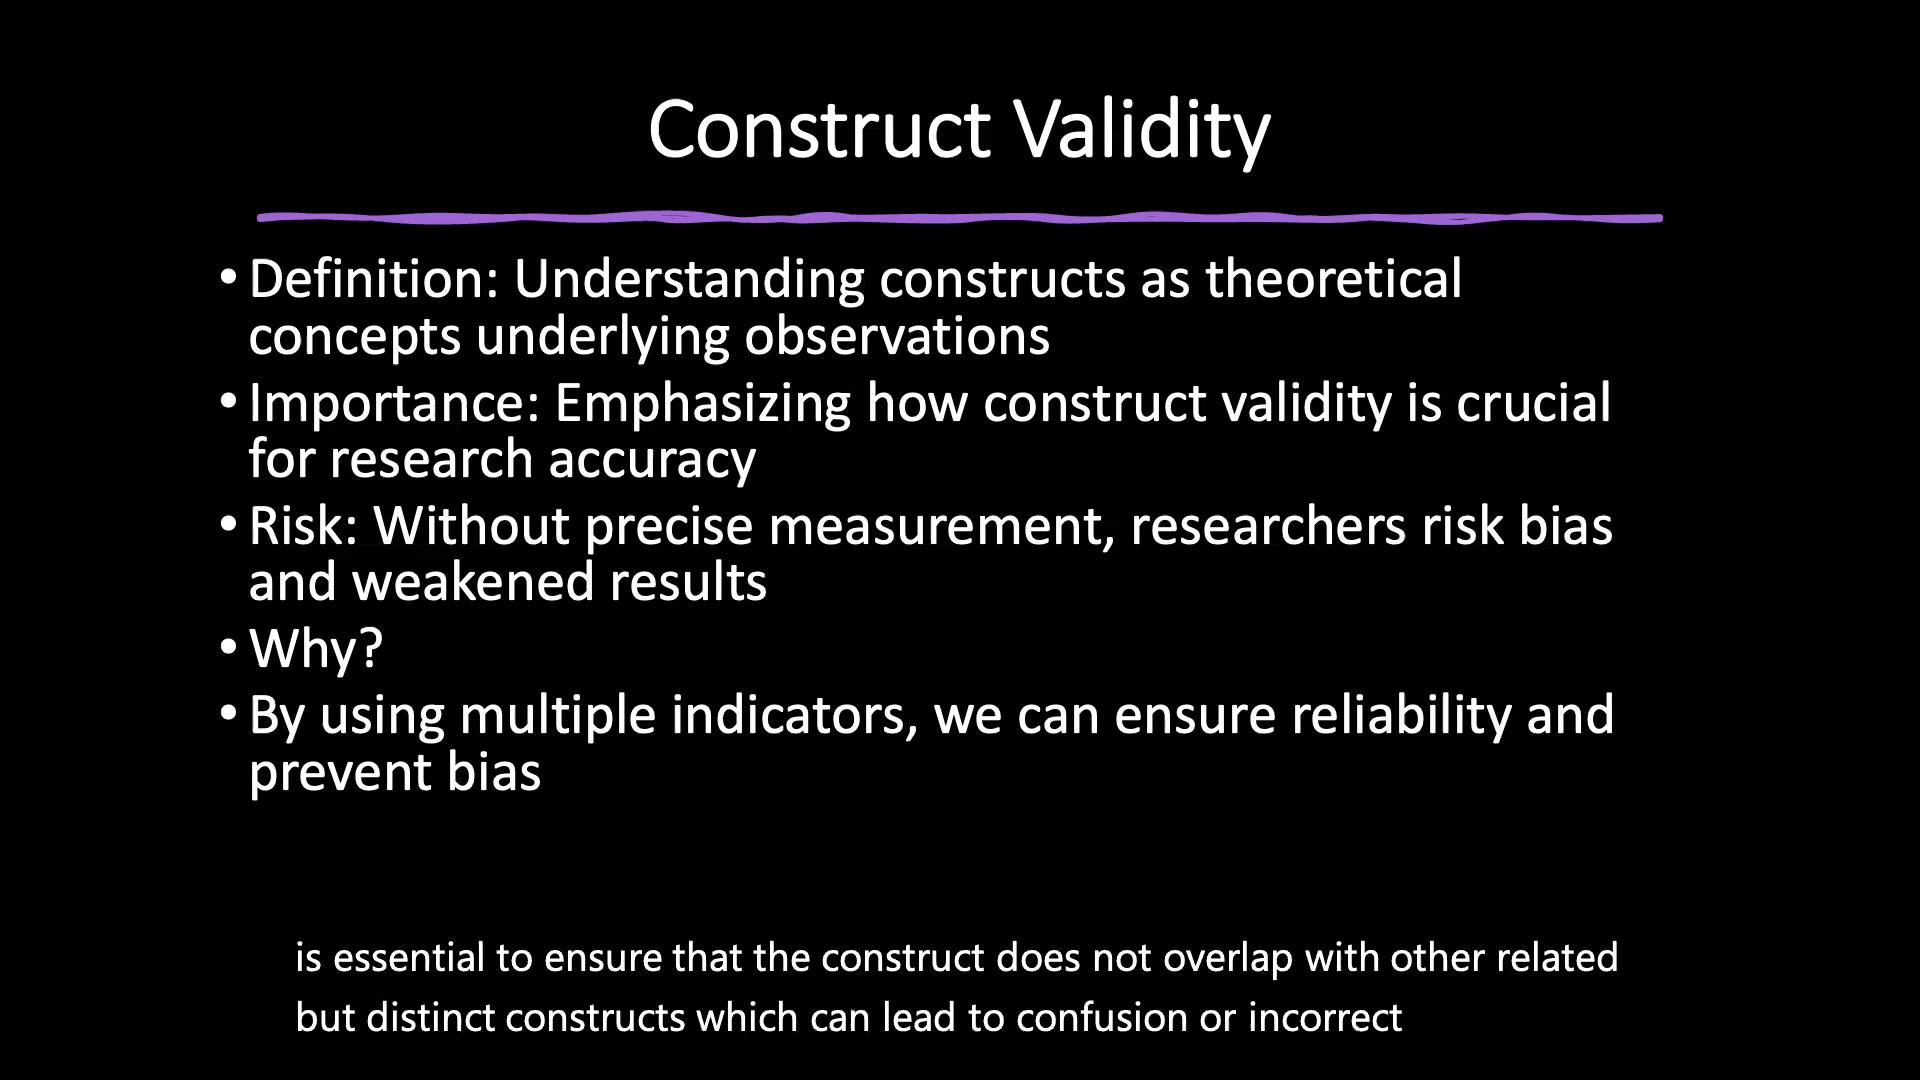 Construct Validity
• Definition: Understanding constructs as theoretical
concepts underlying observations
• Importance: Emphasizing how construct validity is crucial
for research accuracy
• Risk: Without precise measurement, researchers risk bias
and weakened results
• Why?
• By using multiple indicators, we can ensure reliability and
prevent bias
is essential to ensure that the construct does not overlap with other related
but distinct constructs which can lead to confusion or incorrect